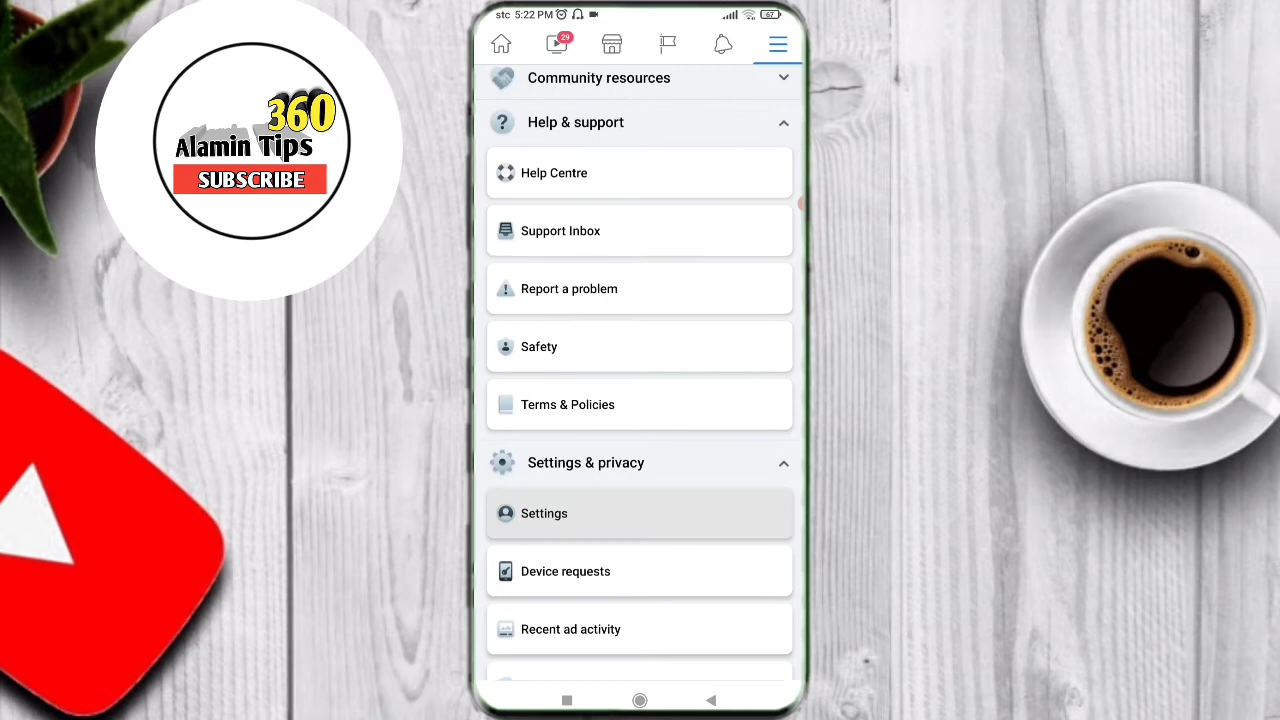 stc 5:22 PM
67
29
Community resources
360
Alamin Tips
SUBSCRIBE
Help & support
Help Centre
Support Inbox
Report a problem
Safety
Terms & Policies
Settings & privacy
Settings
Device requests
Recent ad activity